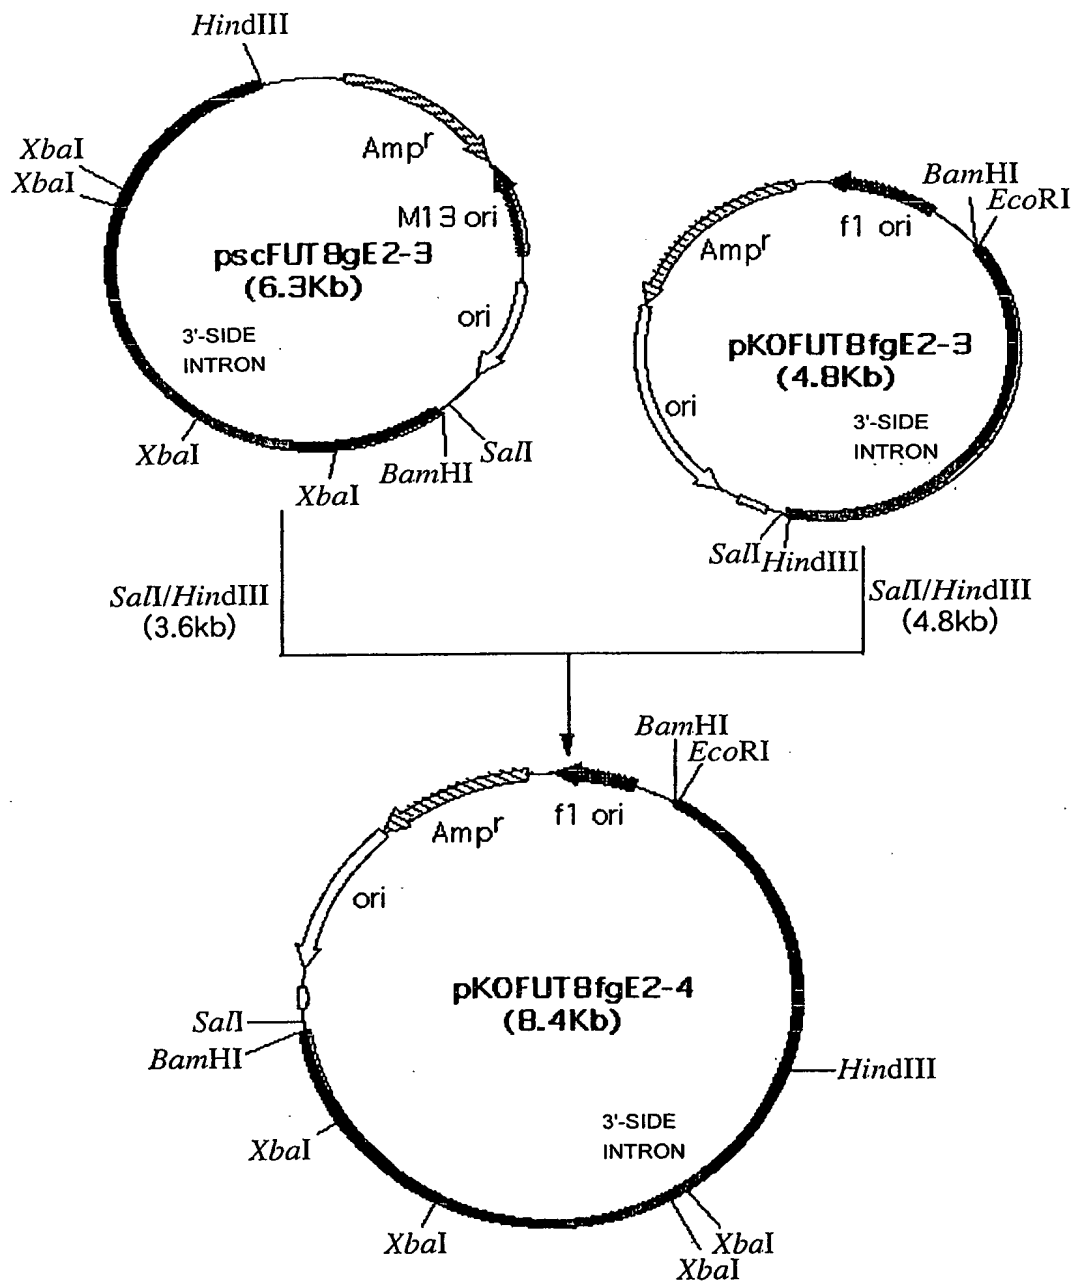 HindIII
XbaI
XbaI
Ampr
M13 ori
pscFUT8gE2-3
(6.3Kb)
ori
3'-SIDE
INTRON
XbaI
XbaI
BamHI
SalI
BamHI
EcoRI
f1 ori
Ampr
pKOFUT8fgE2-3
(4.8Kb)
ori
3'-SIDE
INTRON
SalI
HindIII
SalI/HindIII
(3.6kb)
SalI/HindIII
(4.8kb)
BamHI
EcoRI
f1 ori
Ampr
ori
pKOFUT8fgE2-4
(8.4Kb)
SalI
BamHI
HindIII
3'-SIDE
INTRON
XbaI
XbaI
XbaI
XbaI